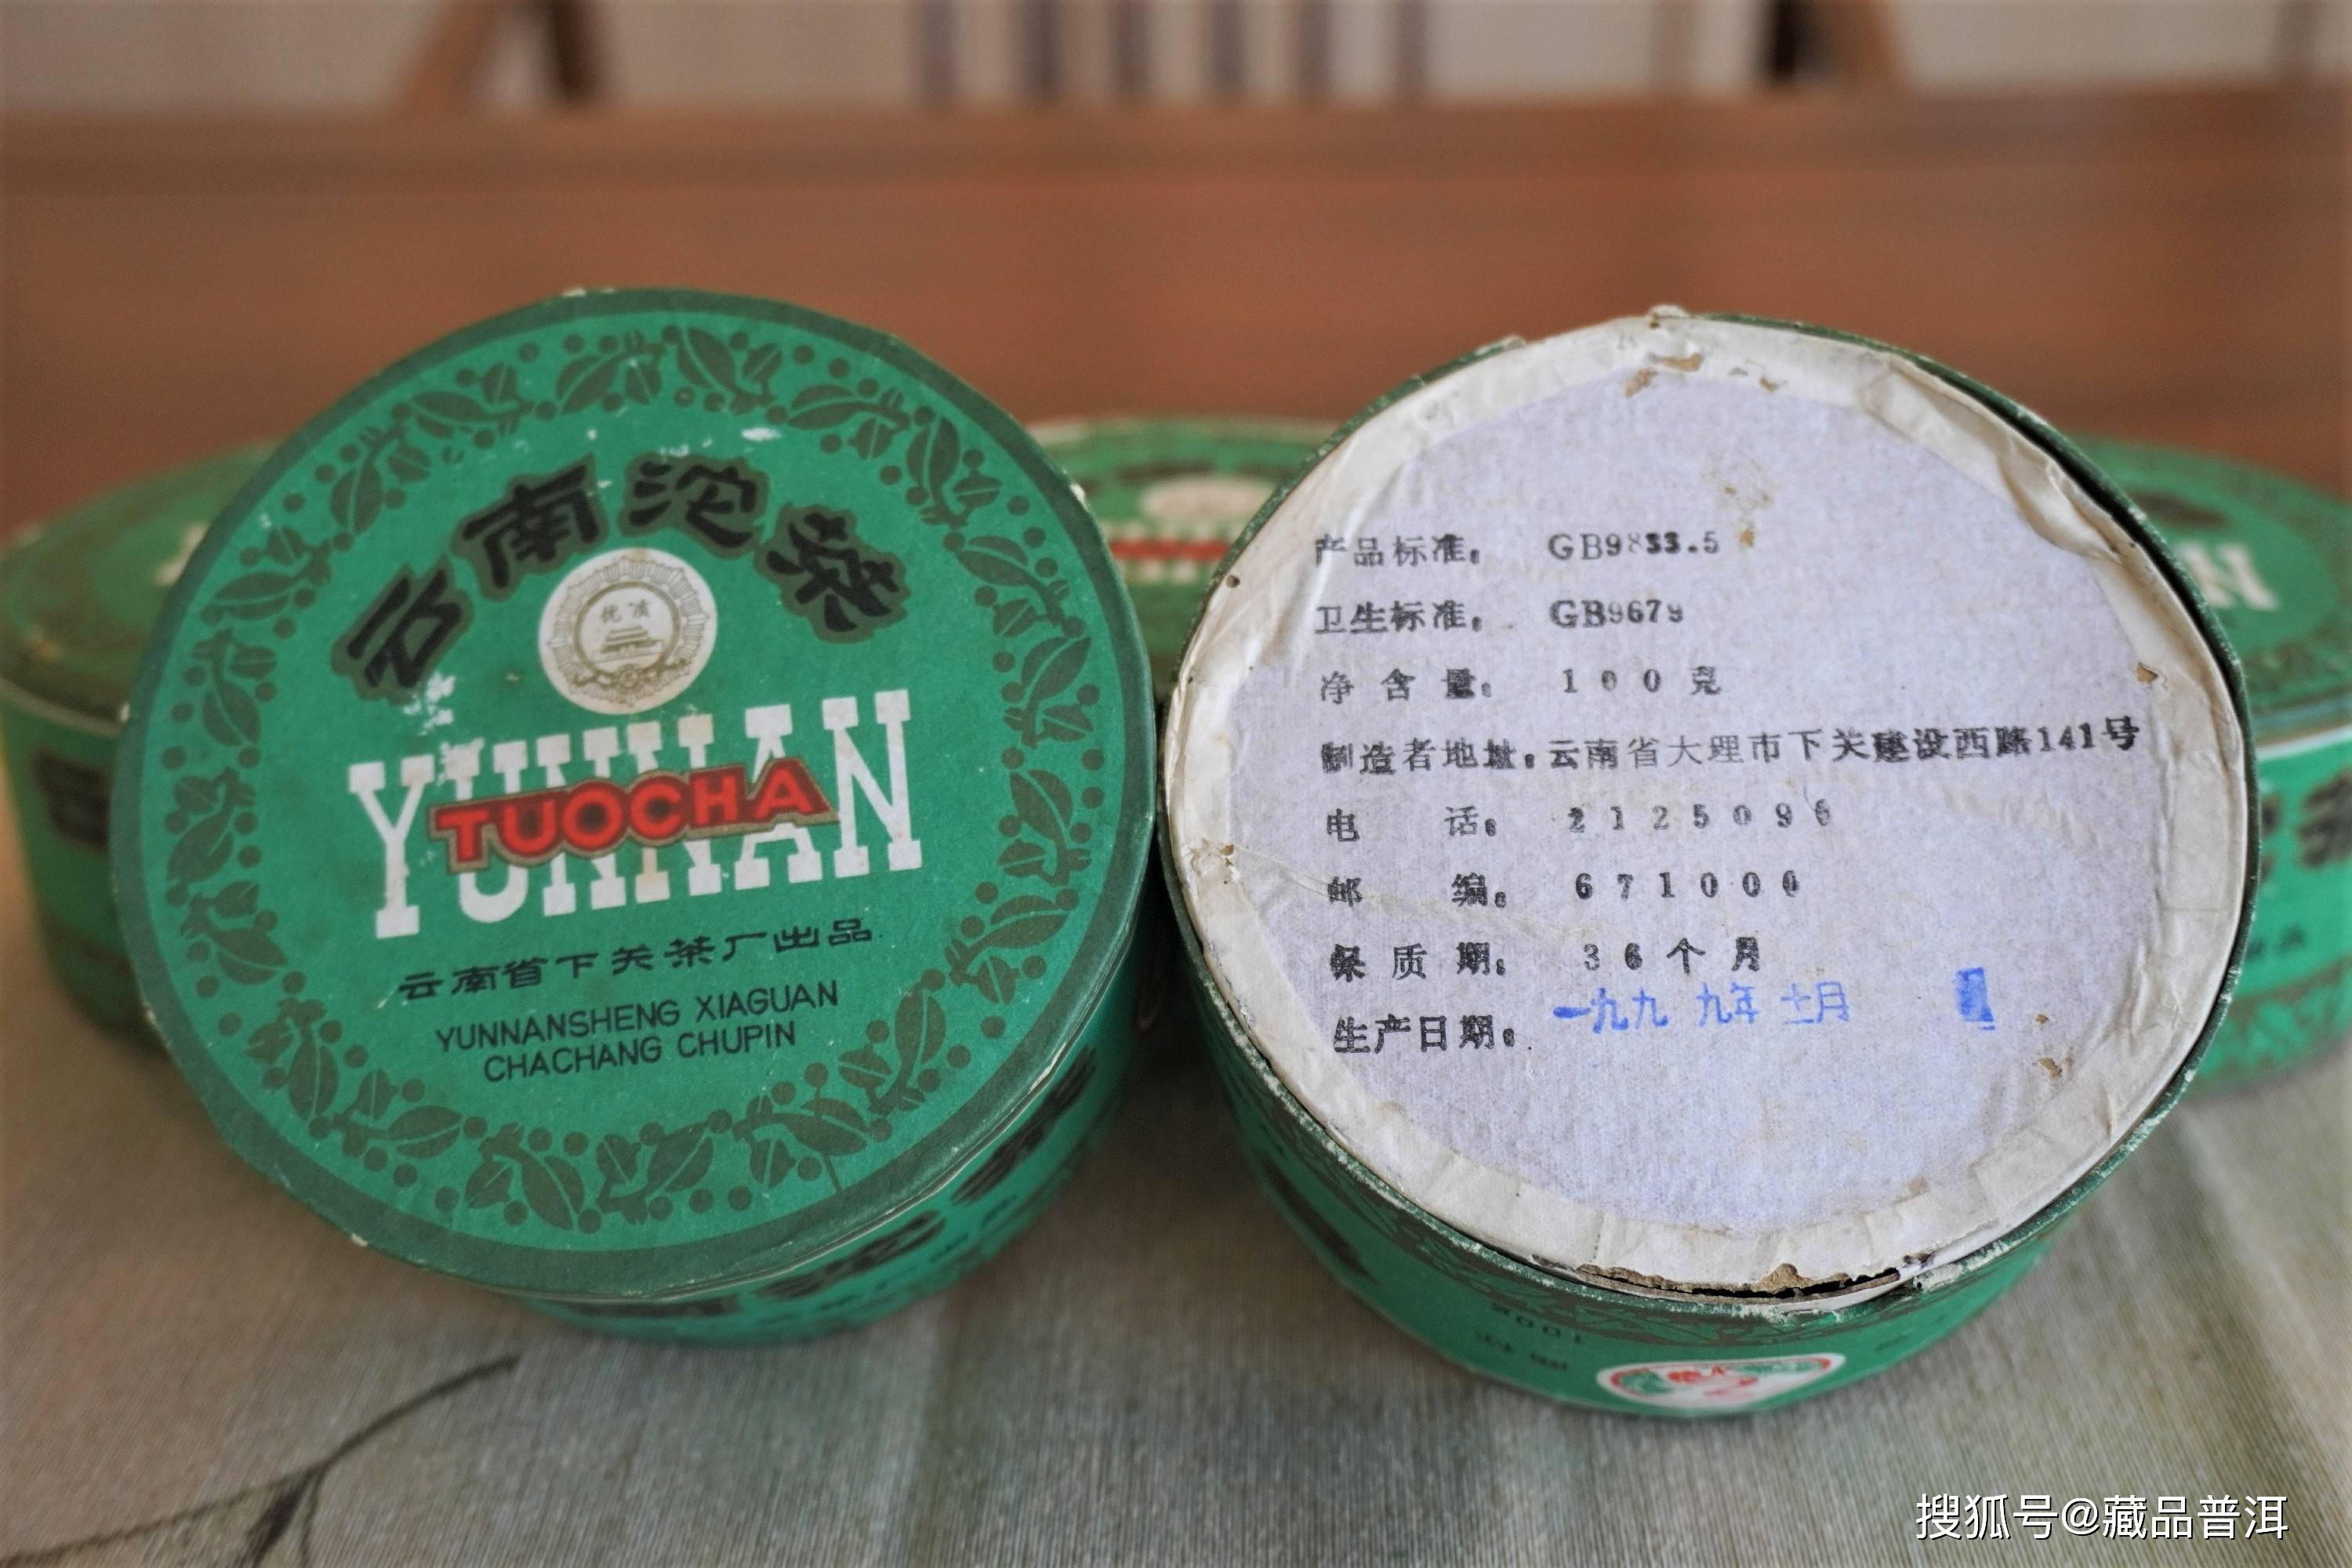 云南沱茶
优质
YUNNAN
TUOCHA
云南省下关茶厂出品
YUNNANSHENG XIAGUAN
CHACHANG CHUPIN
产品标准: GB9833.5
卫生标准: GB9679
净含量: 100克
制造者地址: 云南省大理市下关建设西路141号
电话: 2125096
邮编: 671000
保质期: 36个月
生产日期: 一九九九年十一月
搜狐号@藏品普洱